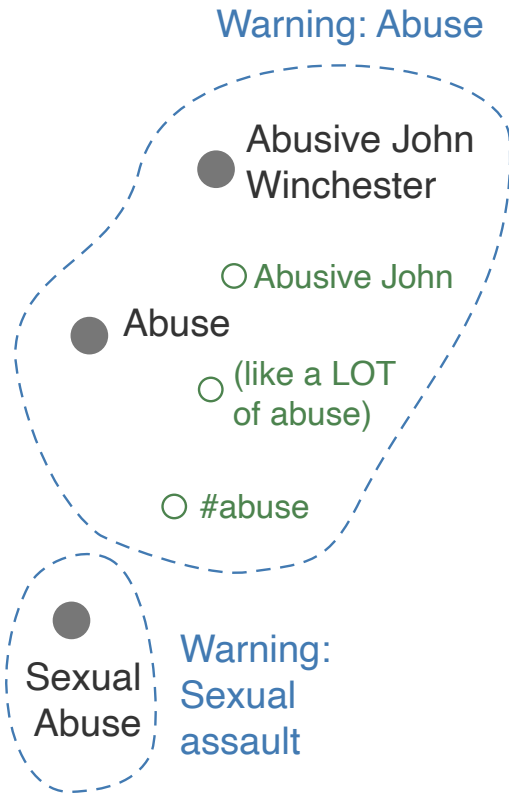 Warning: Abuse
Abusive John
Winchester
Abusive John
Abuse
(like a LOT
of abuse)
#abuse
Sexual
Abuse
Warning:
Sexual
assault